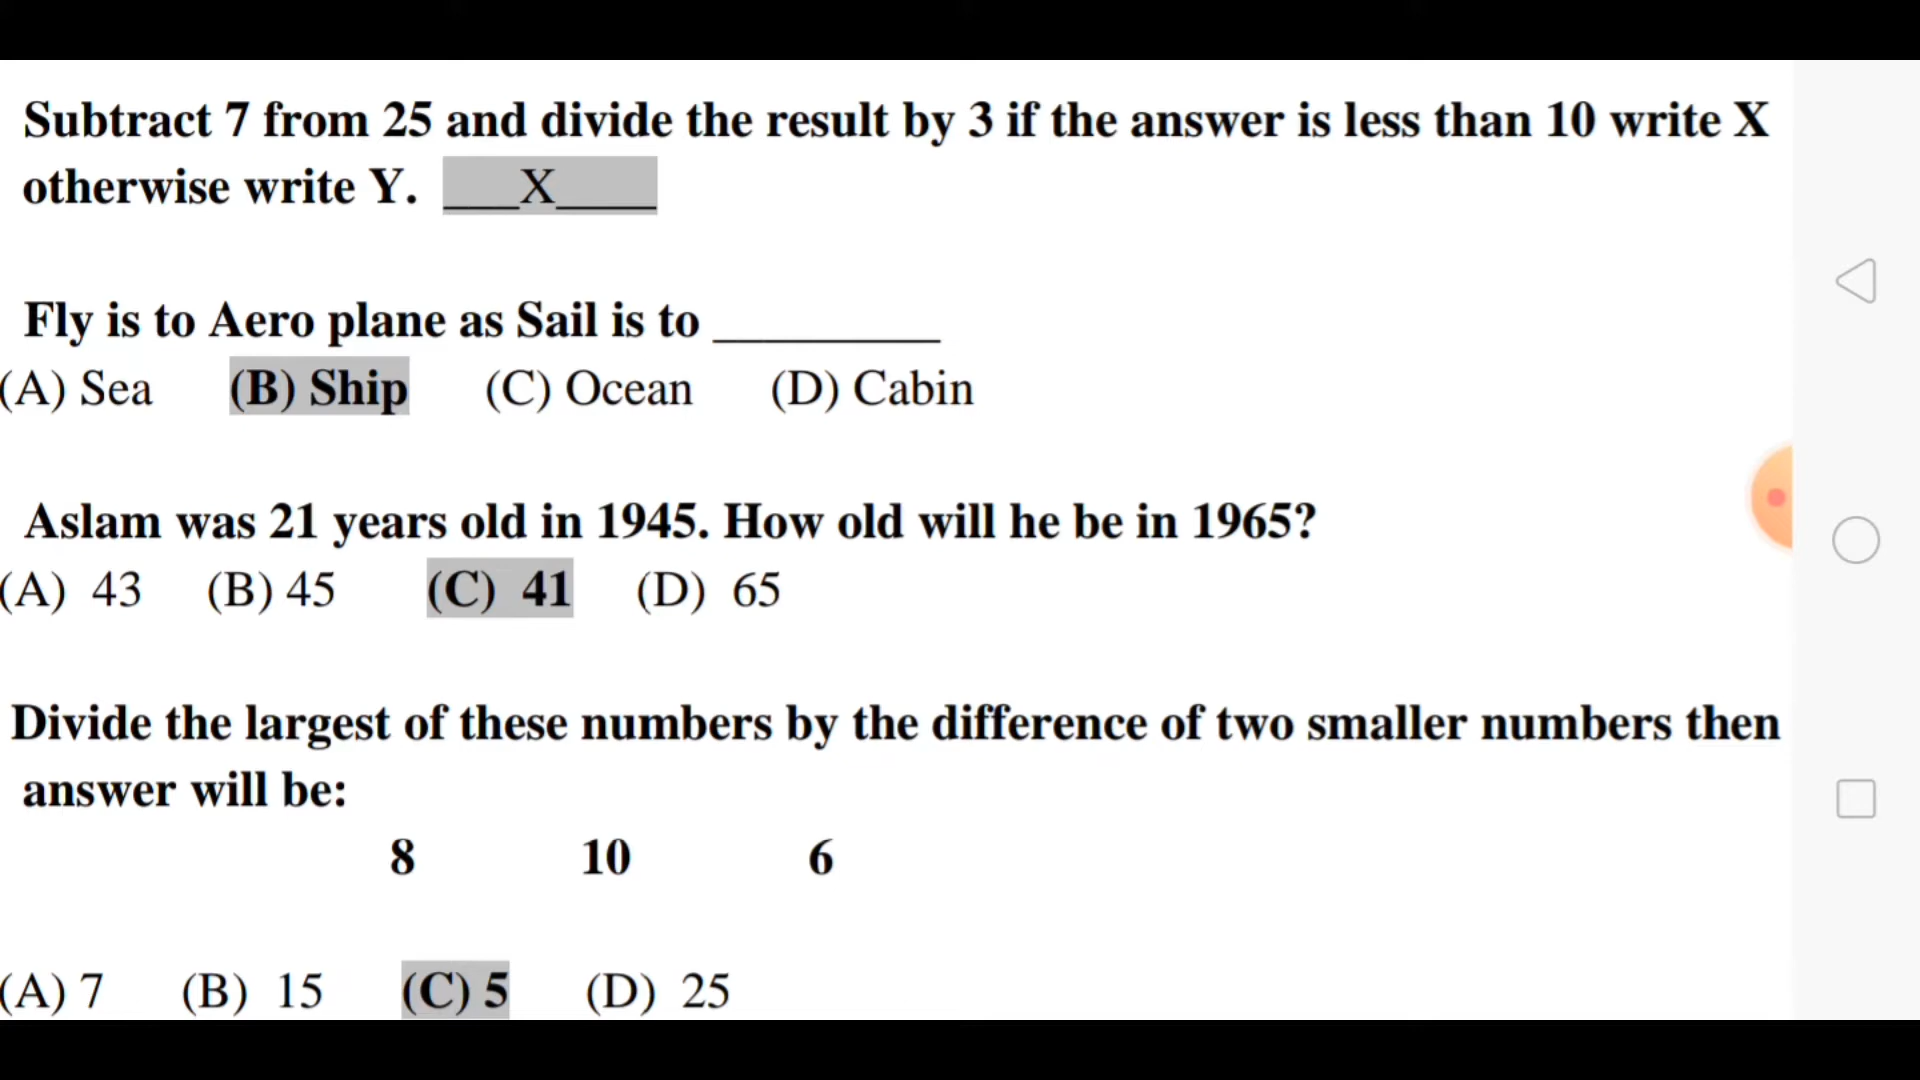 Subtract 7 from 25 and divide the result by 3 if the answer is less than 10 write X
otherwise write Y. ___X____
Fly is to Aero plane as Sail is to _________
(A) Sea (B) Ship (C) Ocean (D) Cabin
Aslam was 21 years old in 1945. How old will he be in 1965?
(A) 43 (B) 45 (C) 41 (D) 65
Divide the largest of these numbers by the difference of two smaller numbers then
answer will be:
8 10 6
(A) 7 (B) 15 (C) 5 (D) 25